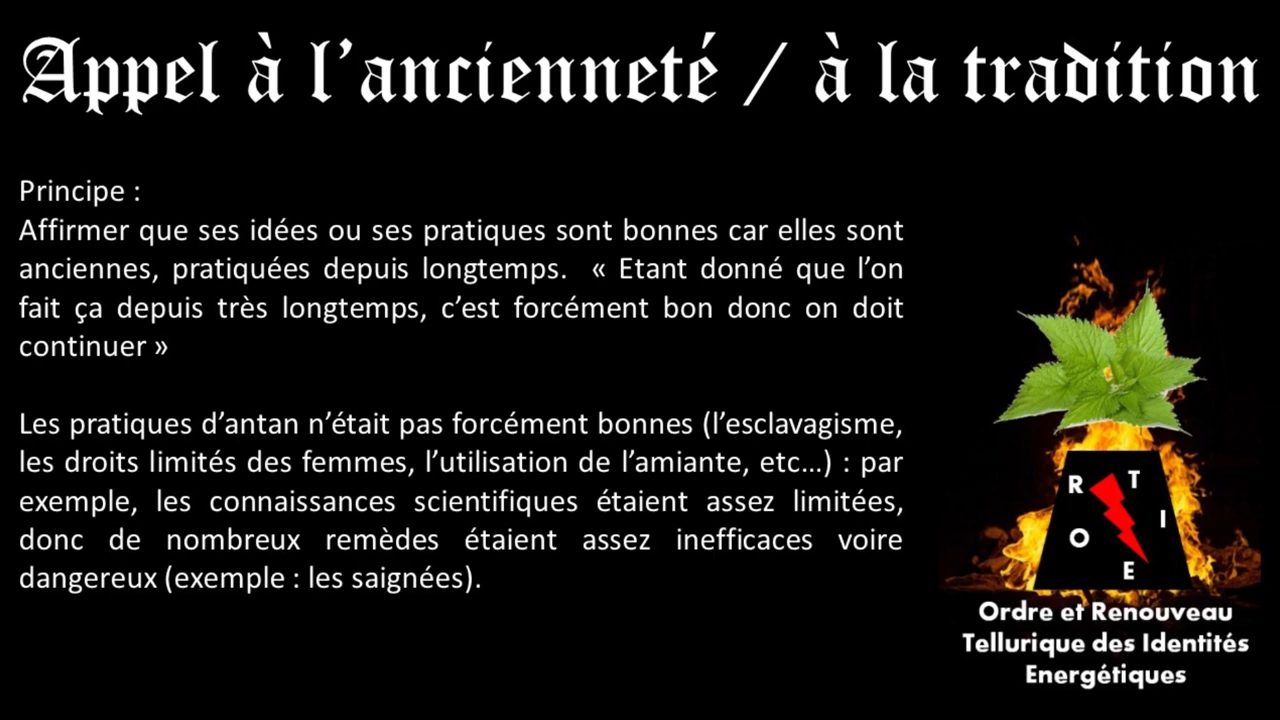 Appel à l’ancienneté / à la tradition
Principe :
Affirmer que ses idées ou ses pratiques sont bonnes car elles sont
anciennes, pratiquées depuis longtemps. « Etant donné que l’on
fait ça depuis très longtemps, c’est forcément bon donc on doit
continuer »
Les pratiques d’antan n’était pas forcément bonnes (l’esclavagisme,
les droits limités des femmes, l’utilisation de l’amiante, etc…) : par
exemple, les connaissances scientifiques étaient assez limitées,
donc de nombreux remèdes étaient assez inefficaces voire
dangereux (exemple : les saignées).
R T
I
O
E
Ordre et Renouveau
Tellurique des Identités
Energétiques